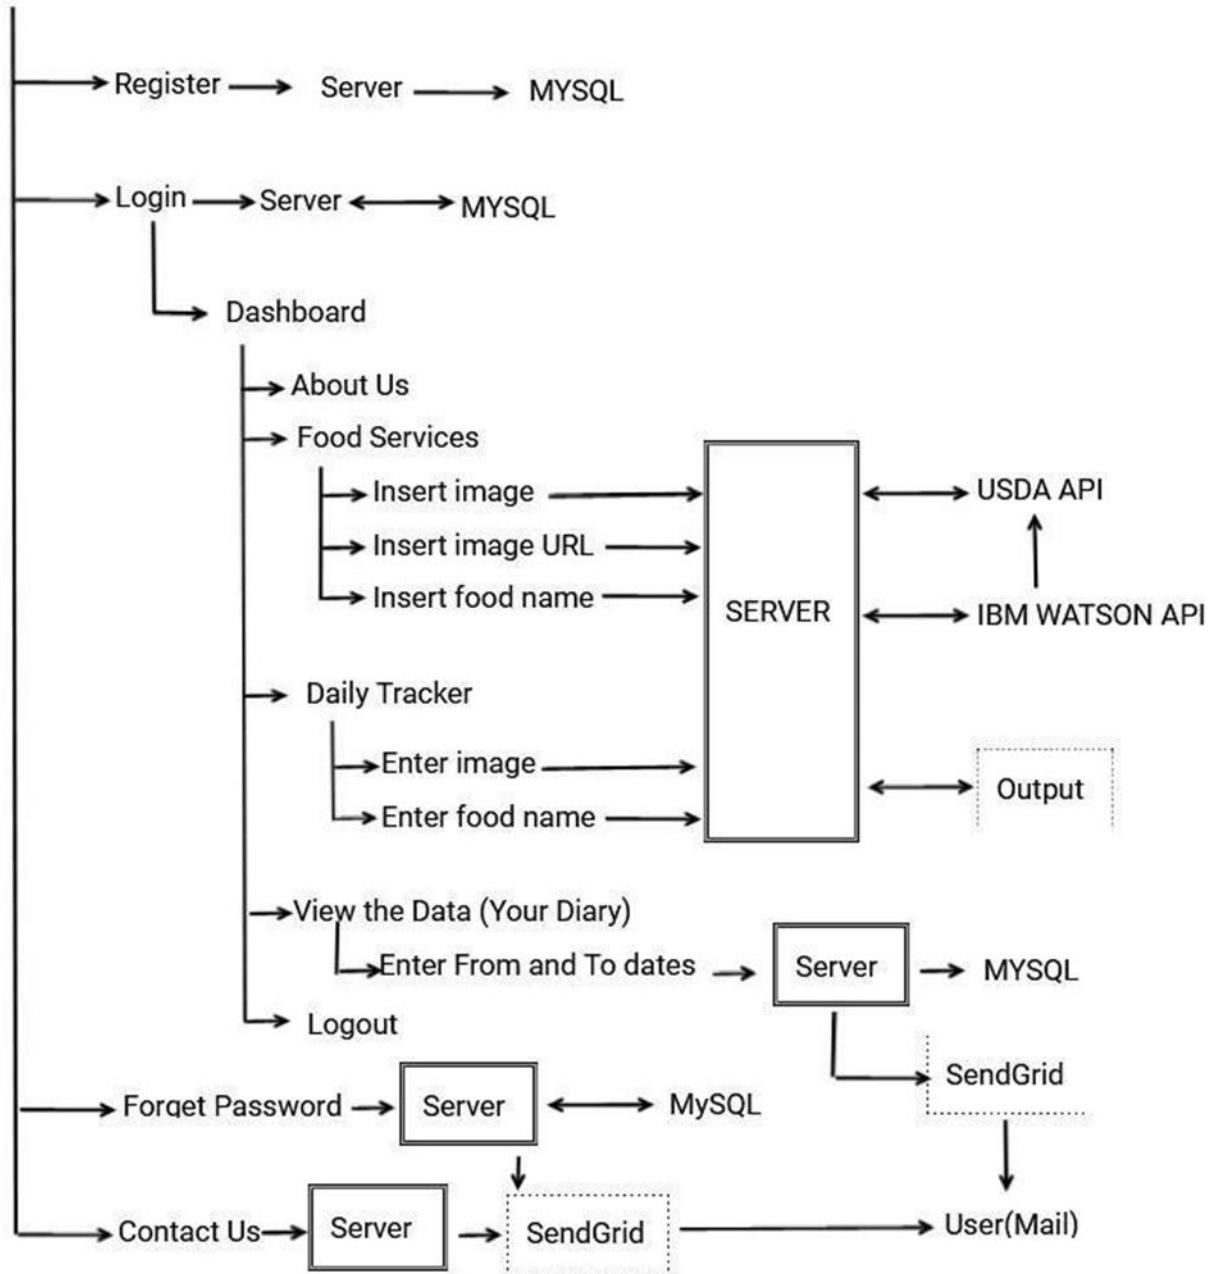 Register Server MYSQL
Login Server MYSQL
Dashboard
About Us
Food Services
Insert image USDA API
Insert image URL
Insert food name SERVER IBM WATSON API
Daily Tracker
Enter image
Enter food name Output
View the Data (Your Diary)
Enter From and To dates Server MYSQL
Logout
SendGrid
Forget Password Server MySQL
Contact Us Server SendGrid User(Mail)